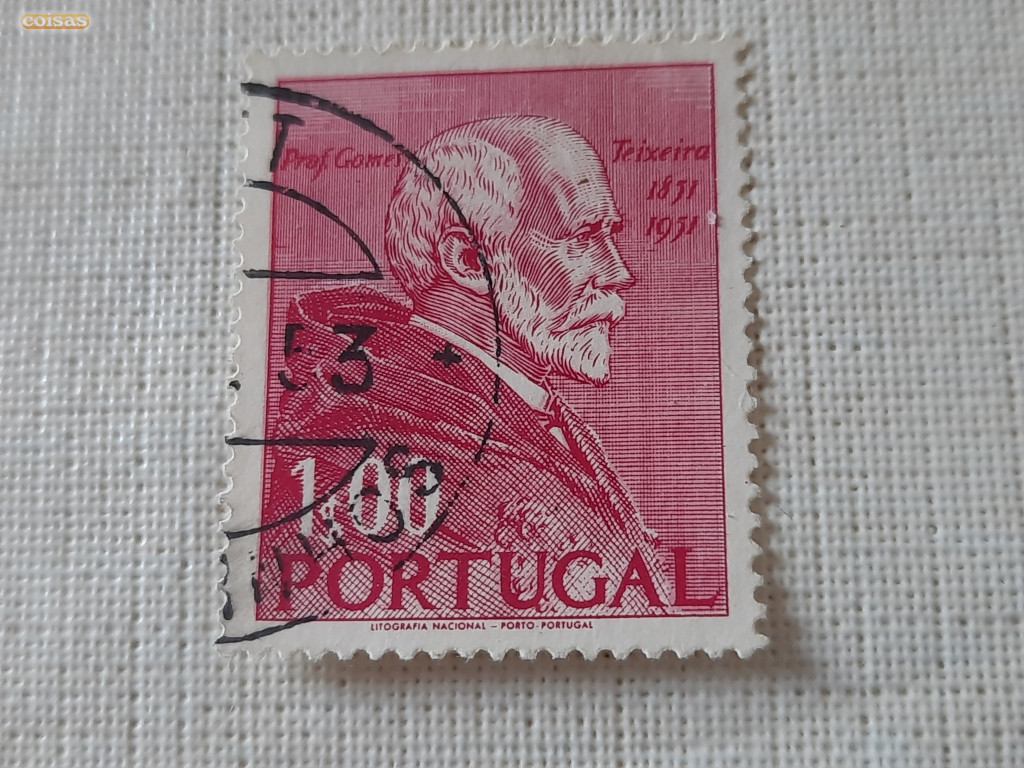 coisas
Prof. Gomes Teixeira
1851
1951
T
53
1$00
PORTUGAL
LITOGRAFIA NACIONAL - PORTO-PORTUGAL